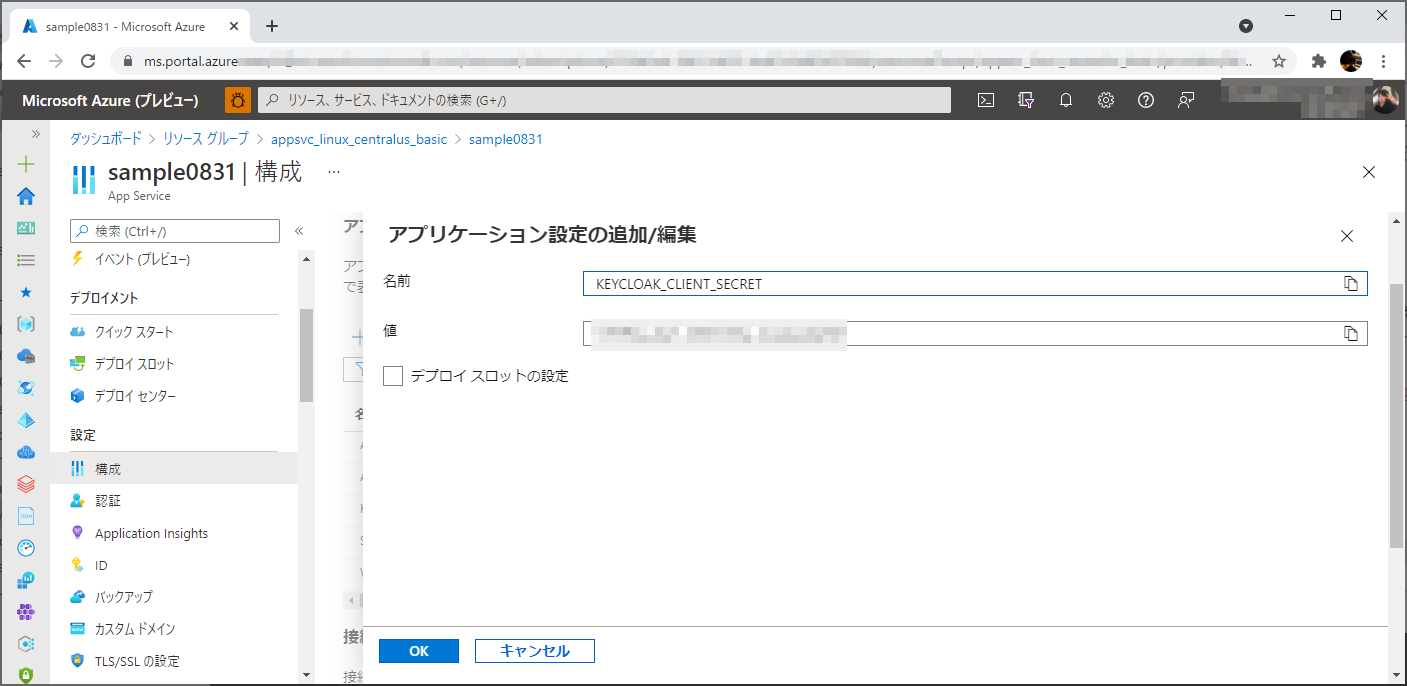 sample0831 - Microsoft Azure
ms.portal.azure
Microsoft Azure (プレビュー)
リソース、サービス、ドキュメントの検索 (G+/)
ダッシュボード > リソース グループ > appsvc_linux_centralus_basic > sample0831
sample0831 | 構成 ...
App Service
検索 (Ctrl+/)
イベント (プレビュー)
デプロイメント
クイック スタート
デプロイ スロット
デプロイ センター
設定
構成
認証
Application Insights
ID
バックアップ
カスタム ドメイン
TLS/SSL の設定
アプリケーション設定の追加/編集
名前
KEYCLOAK_CLIENT_SECRET
値
デプロイ スロットの設定
OK
キャンセル